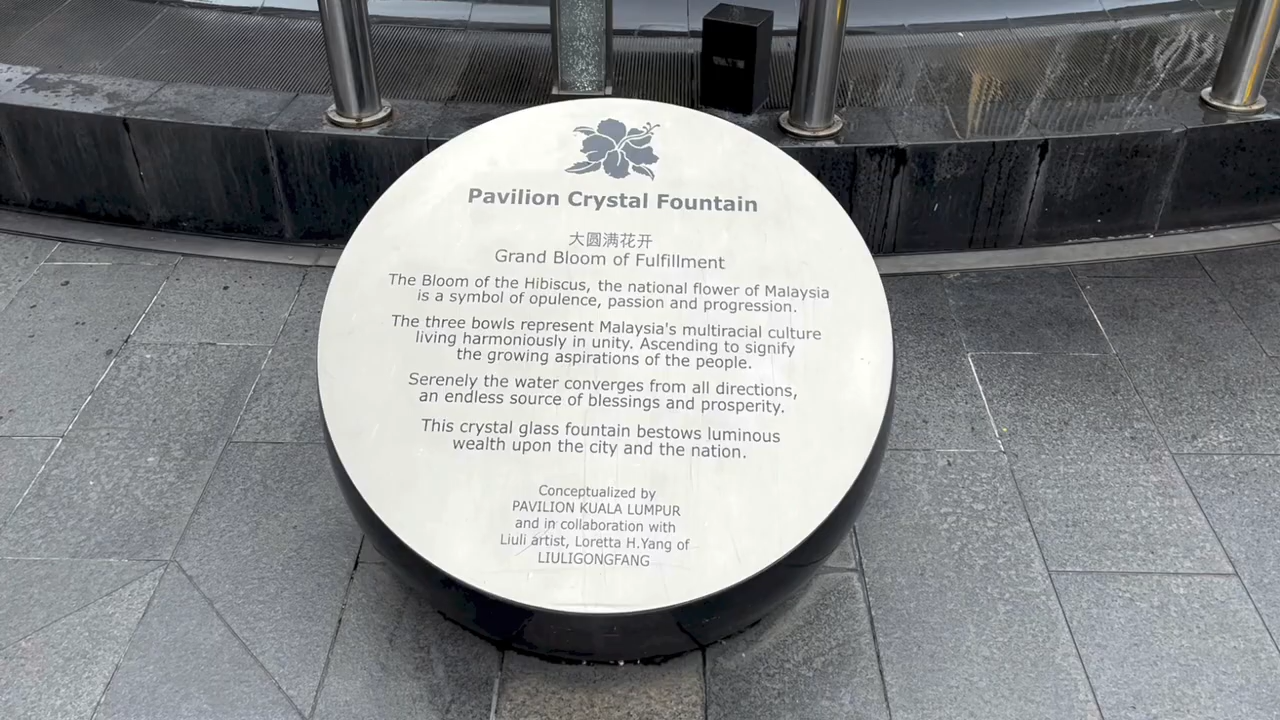 Pavilion Crystal Fountain
大圆满花开
Grand Bloom of Fulfillment
The Bloom of the Hibiscus, the national flower of Malaysia
is a symbol of opulence, passion and progression.
The three bowls represent Malaysia's multiracial culture
living harmoniously in unity. Ascending to signify
the growing aspirations of the people.
Serenely the water converges from all directions,
an endless source of blessings and prosperity.
This crystal glass fountain bestows luminous
wealth upon the city and the nation.
Conceptualized by
PAVILION KUALA LUMPUR
and in collaboration with
Liuli artist, Loretta H.Yang of
LIULIGONGFANG